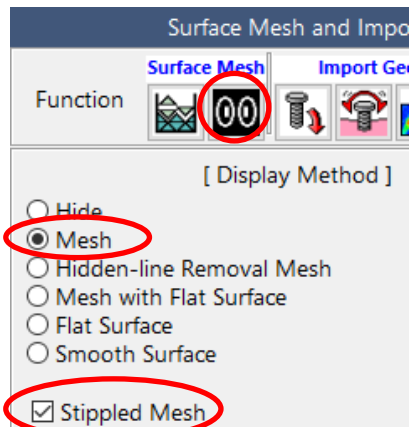 Surface Mesh and Impo
Surface Mesh Import Ge
Function
00
[ Display Method ]
Hide
Mesh
Hidden-line Removal Mesh
Mesh with Flat Surface
Flat Surface
Smooth Surface
Stippled Mesh